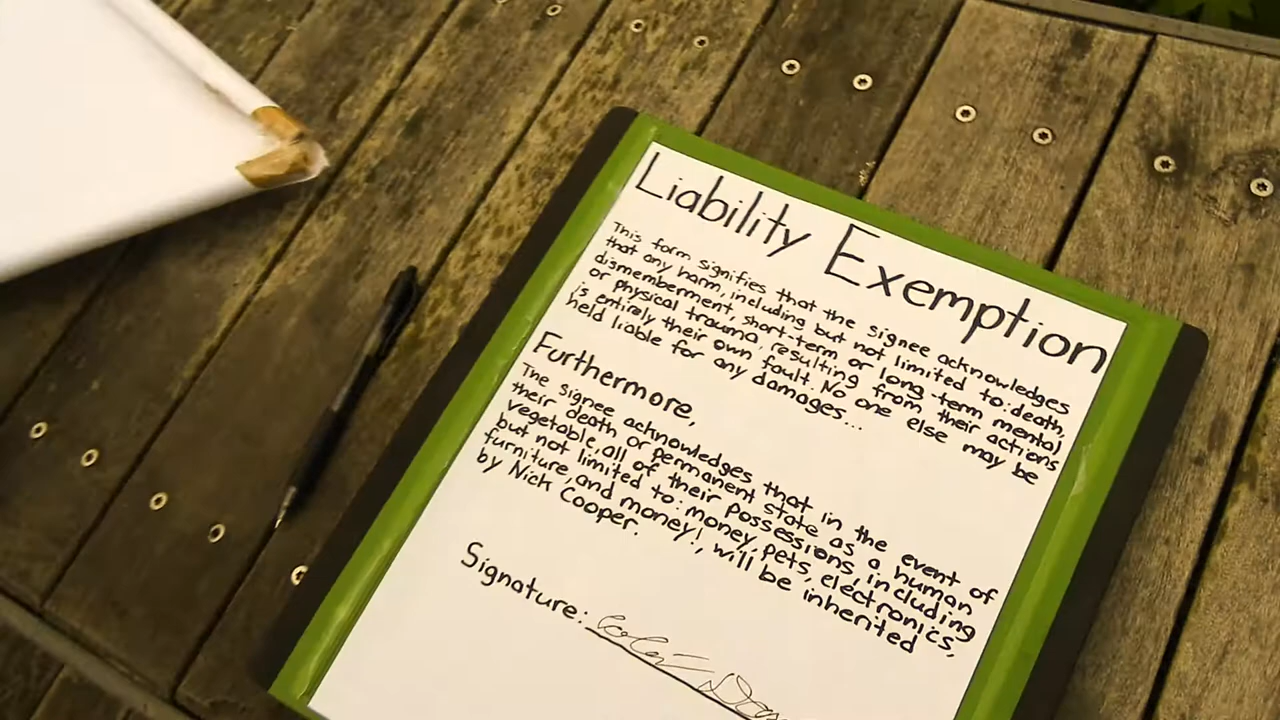 Liability Exemption
This form signifies that the signee acknowledges
that any harm, including but not limited to: death,
dismemberment, short-term or long-term mental
or physical trauma, resulting from their actions
is entirely their own fault. No one else may be
held liable for any damages...
Furthermore,
The signee acknowledges that in the event of
their death or permanent state as a human
vegetable, all of their possessions, including
but not limited to: money, pets, electronics,
furniture, and money!, will be inherited
by Nick Cooper.
Signature: